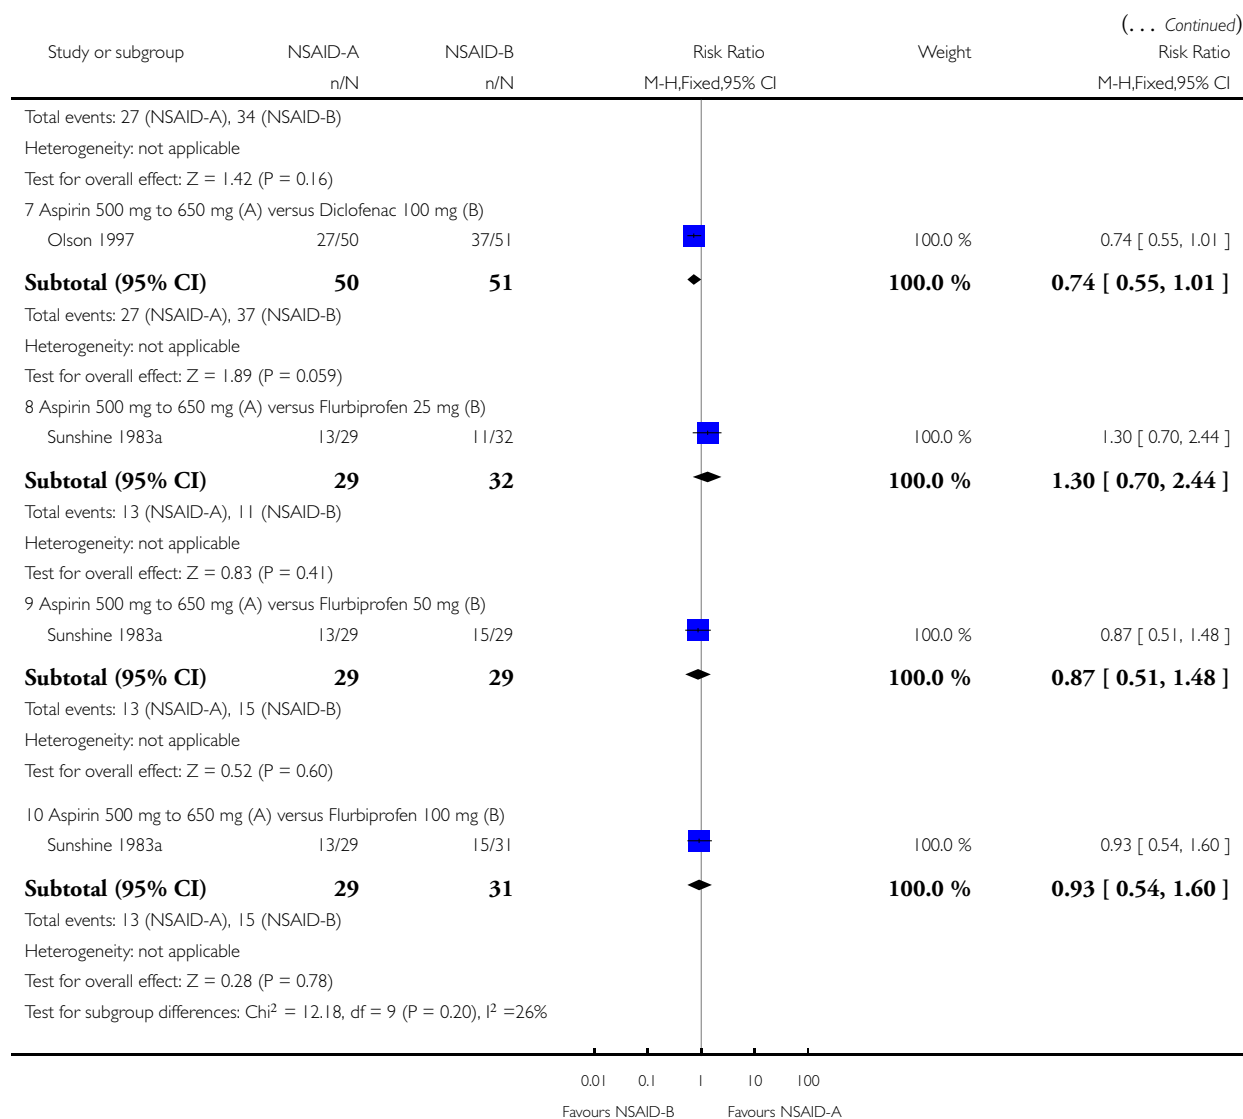 (. . . Continued)
Study or subgroup NSAID-A NSAID-B Risk Ratio Weight Risk Ratio
n/N n/N M-H,Fixed,95% CI M-H,Fixed,95% CI
Total events: 27 (NSAID-A), 34 (NSAID-B)
Heterogeneity: not applicable
Test for overall effect: Z = 1.42 (P = 0.16)
7 Aspirin 500 mg to 650 mg (A) versus Diclofenac 100 mg (B)
Olson 1997 27/50 37/51 100.0 % 0.74 [ 0.55, 1.01 ]
Subtotal (95% CI) 50 51 100.0 % 0.74 [ 0.55, 1.01 ]
Total events: 27 (NSAID-A), 37 (NSAID-B)
Heterogeneity: not applicable
Test for overall effect: Z = 1.89 (P = 0.059)
8 Aspirin 500 mg to 650 mg (A) versus Flurbiprofen 25 mg (B)
Sunshine 1983a 13/29 11/32 100.0 % 1.30 [ 0.70, 2.44 ]
Subtotal (95% CI) 29 32 100.0 % 1.30 [ 0.70, 2.44 ]
Total events: 13 (NSAID-A), 11 (NSAID-B)
Heterogeneity: not applicable
Test for overall effect: Z = 0.83 (P = 0.41)
9 Aspirin 500 mg to 650 mg (A) versus Flurbiprofen 50 mg (B)
Sunshine 1983a 13/29 15/29 100.0 % 0.87 [ 0.51, 1.48 ]
Subtotal (95% CI) 29 29 100.0 % 0.87 [ 0.51, 1.48 ]
Total events: 13 (NSAID-A), 15 (NSAID-B)
Heterogeneity: not applicable
Test for overall effect: Z = 0.52 (P = 0.60)
10 Aspirin 500 mg to 650 mg (A) versus Flurbiprofen 100 mg (B)
Sunshine 1983a 13/29 15/31 100.0 % 0.93 [ 0.54, 1.60 ]
Subtotal (95% CI) 29 31 100.0 % 0.93 [ 0.54, 1.60 ]
Total events: 13 (NSAID-A), 15 (NSAID-B)
Heterogeneity: not applicable
Test for overall effect: Z = 0.28 (P = 0.78)
Test for subgroup differences: Chi² = 12.18, df = 9 (P = 0.20), I² =26%
0.01 0.1 1 10 100
Favours NSAID-B Favours NSAID-A